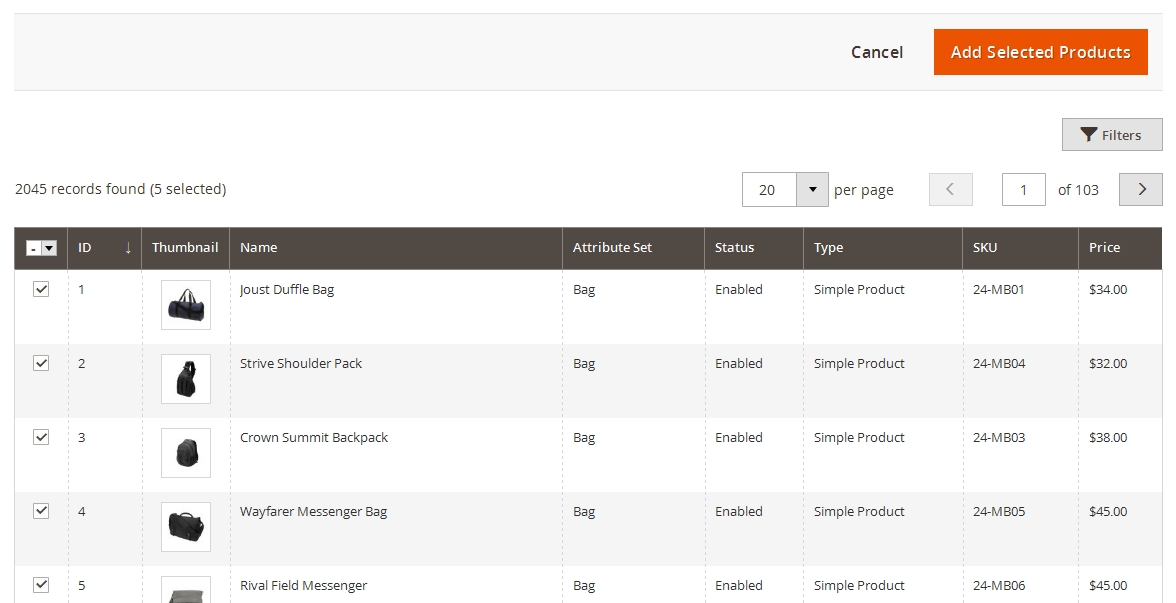 Cancel Add Selected Products
Filters
2045 records found (5 selected) 20 per page 1 of 103
- ID ↓ Thumbnail Name Attribute Set Status Type SKU Price
1 Joust Duffle Bag Bag Enabled Simple Product 24-MB01 $34.00
2 Strive Shoulder Pack Bag Enabled Simple Product 24-MB04 $32.00
3 Crown Summit Backpack Bag Enabled Simple Product 24-MB03 $38.00
4 Wayfarer Messenger Bag Bag Enabled Simple Product 24-MB05 $45.00
5 Rival Field Messenger Bag Enabled Simple Product 24-MB06 $45.00